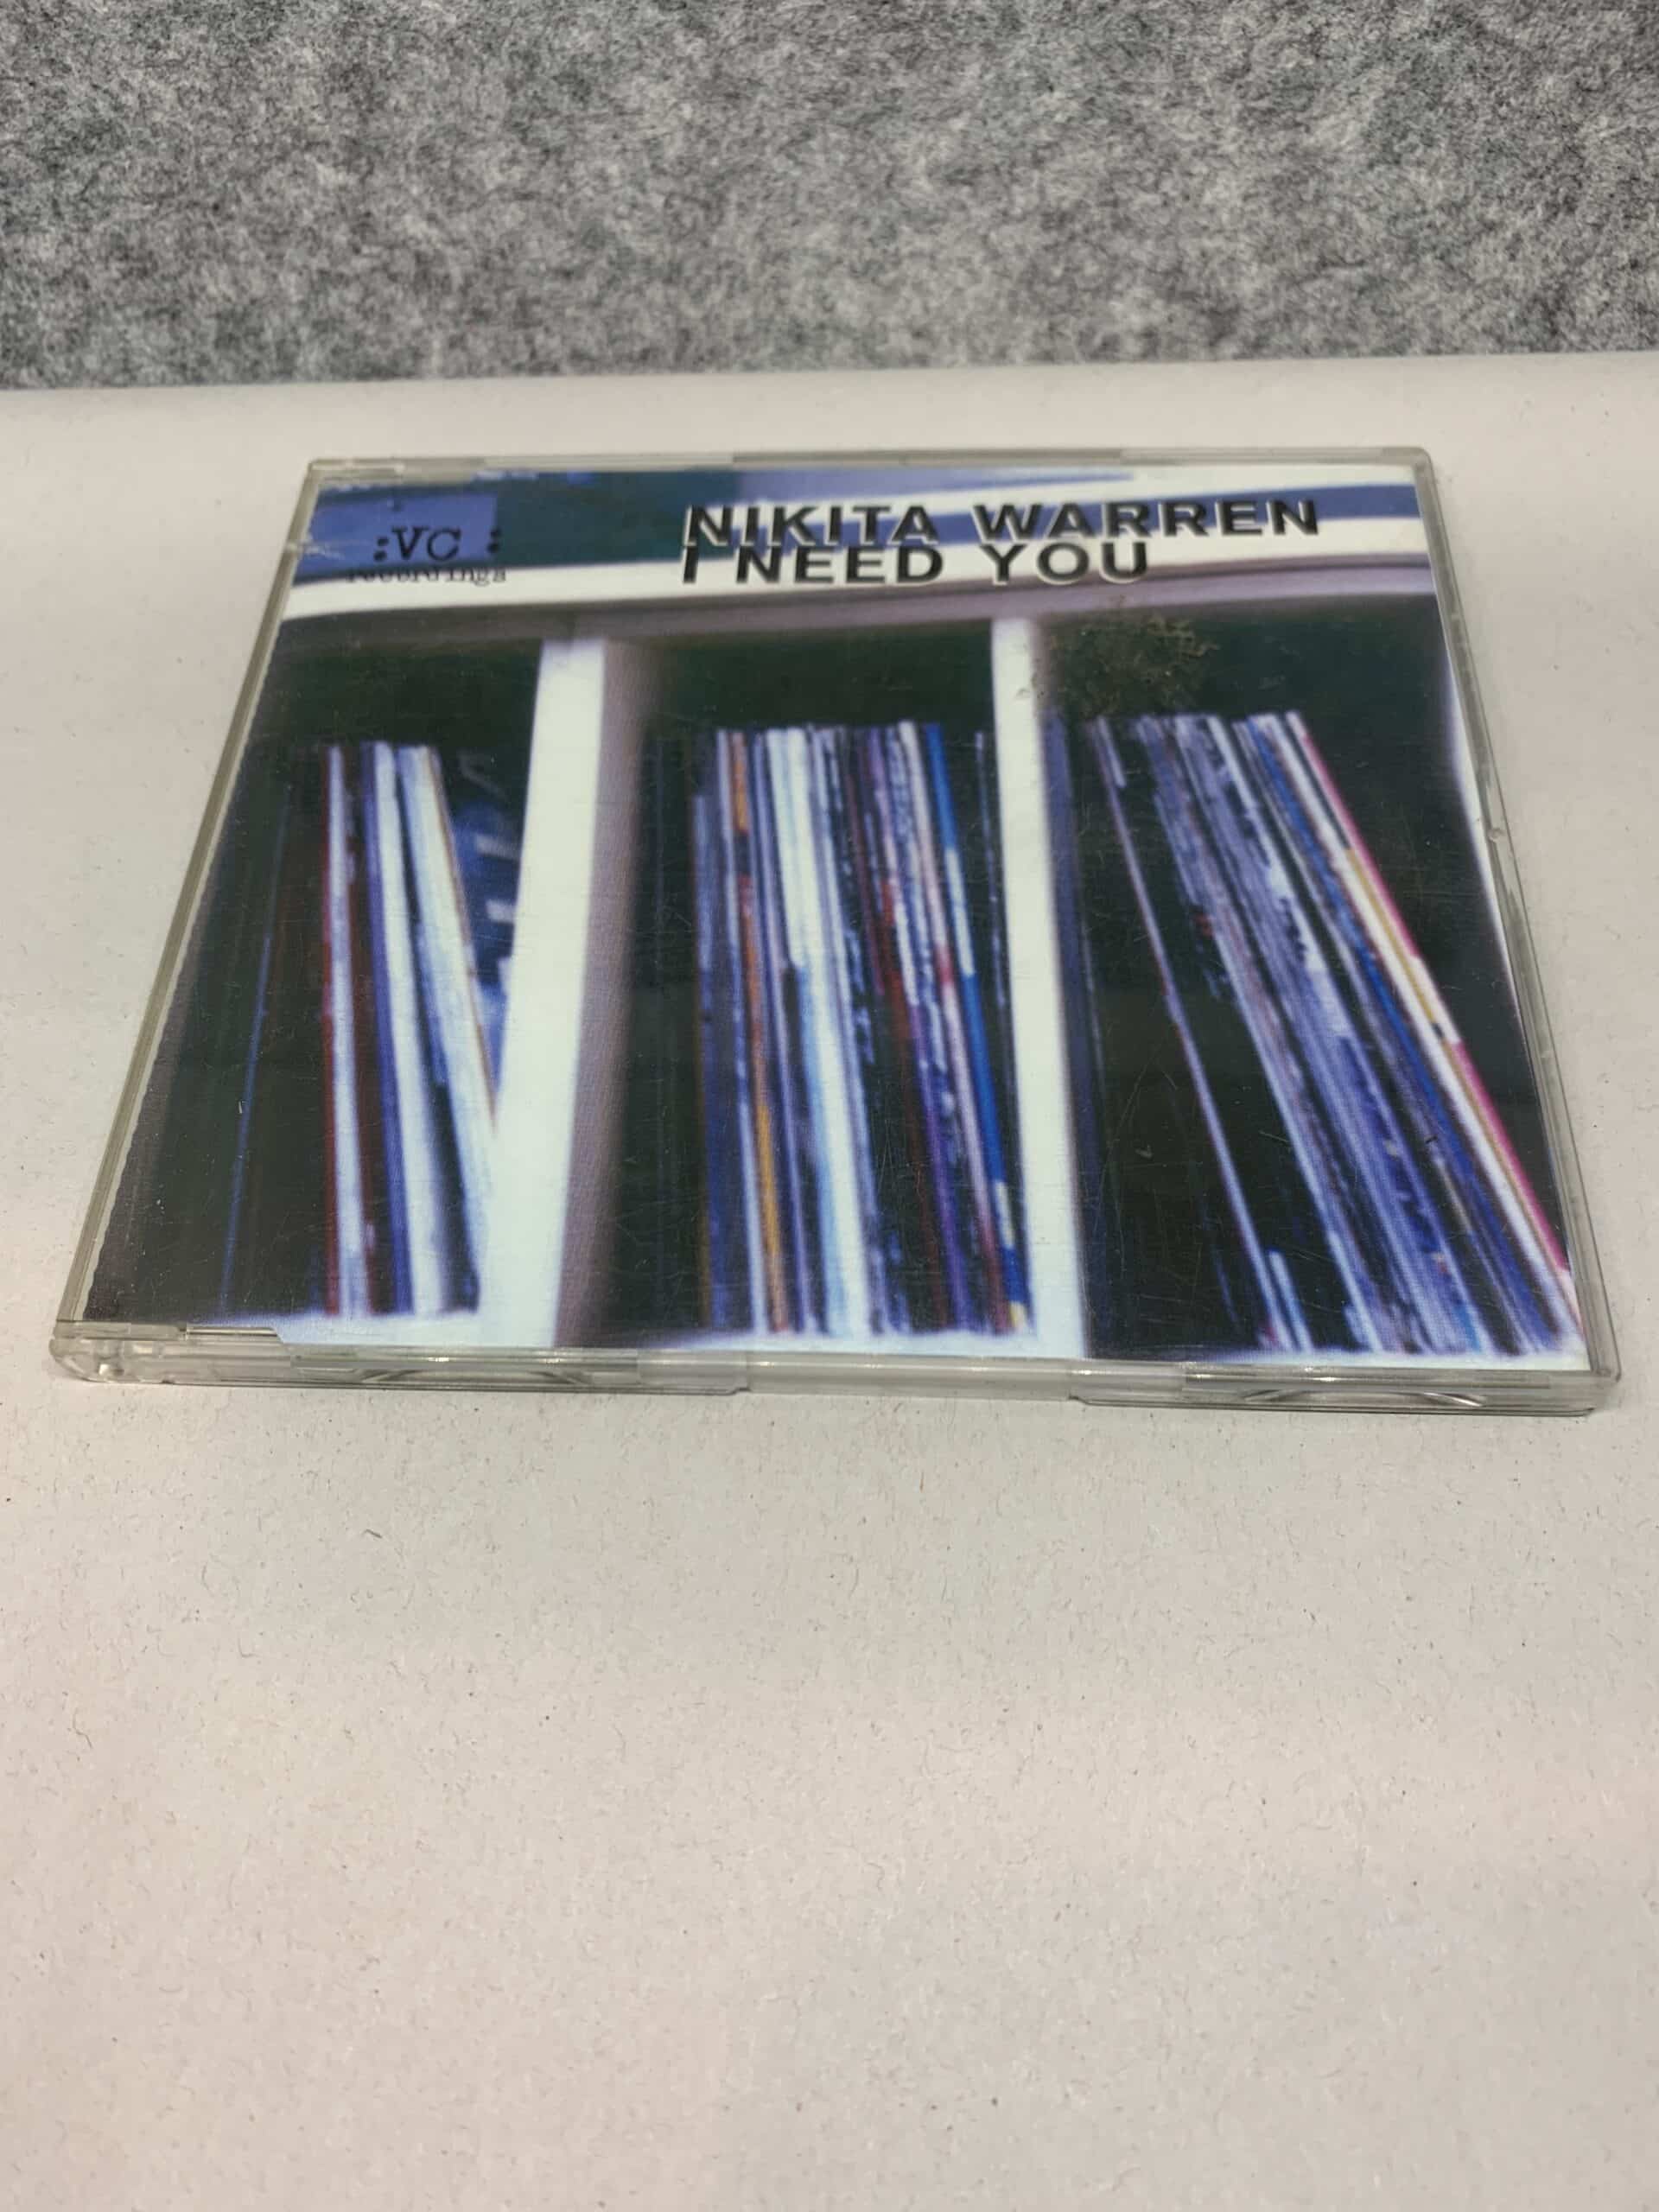 :VC :
recordings
NIKITA WARREN
I NEED YOU